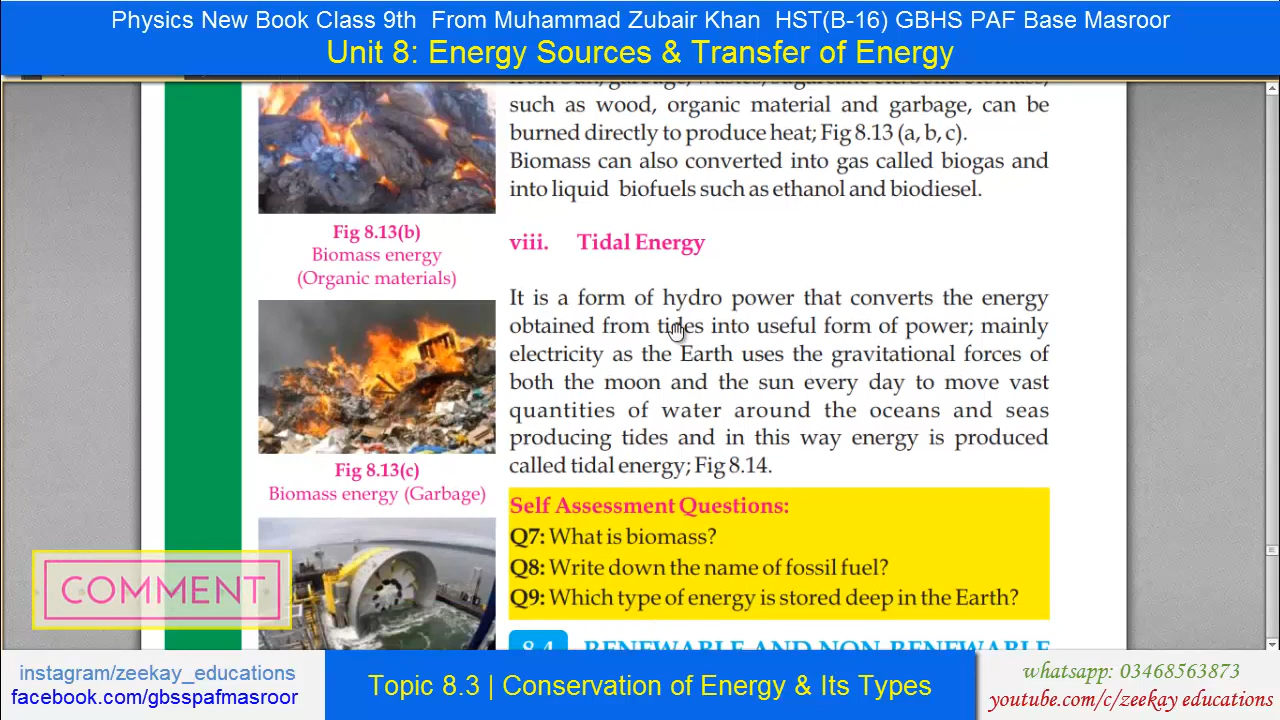 Physics New Book Class 9th From Muhammad Zubair Khan HST(B-16) GBHS PAF Base Masroor
Unit 8: Energy Sources & Transfer of Energy
such as wood, organic material and garbage, can be
burned directly to produce heat; Fig 8.13 (a, b, c).
Biomass can also converted into gas called biogas and
into liquid biofuels such as ethanol and biodiesel.
Fig 8.13(b)
Biomass energy
(Organic materials)
viii. Tidal Energy
It is a form of hydro power that converts the energy
obtained from tides into useful form of power; mainly
electricity as the Earth uses the gravitational forces of
both the moon and the sun every day to move vast
quantities of water around the oceans and seas
producing tides and in this way energy is produced
called tidal energy; Fig 8.14.
Fig 8.13(c)
Biomass energy (Garbage)
Self Assessment Questions:
Q7: What is biomass?
Q8: Write down the name of fossil fuel?
Q9: Which type of energy is stored deep in the Earth?
COMMENT
8.4 RENEWABLE AND NON RENEWABLE
instagram/zeekay_educations
facebook.com/gbsspafmasroor
Topic 8.3 | Conservation of Energy & Its Types
whatsapp: 03468563873
youtube.com/c/zeekay educations